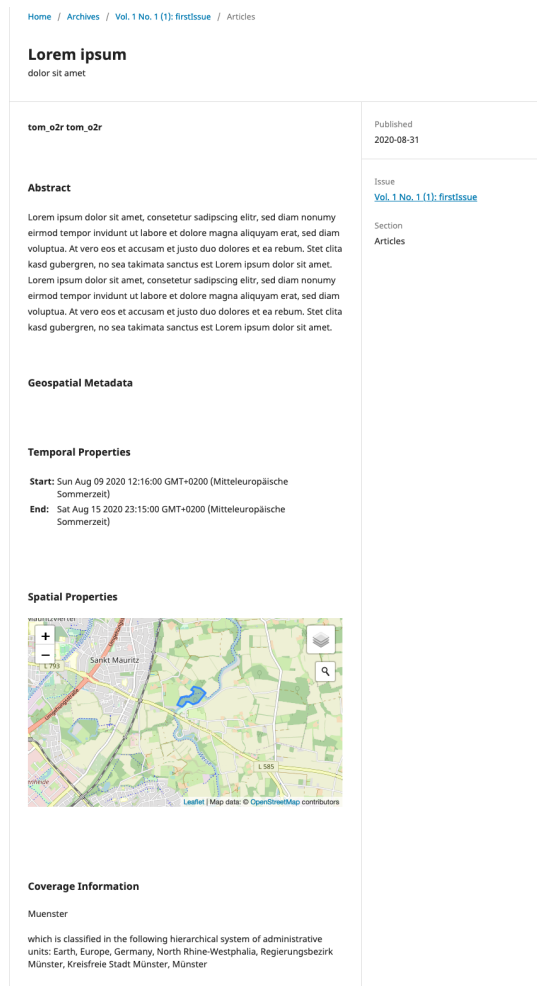 Home / Archives / Vol. 1 No. 1 (1): firstIssue / Articles
Lorem ipsum
dolor sit amet
tom_o2r tom_o2r
Abstract
Lorem ipsum dolor sit amet, consetetur sadipscing elitr, sed diam nonumy
eirmod tempor invidunt ut labore et dolore magna aliquyam erat, sed diam
voluptua. At vero eos et accusam et justo duo dolores et ea rebum. Stet clita
kasd gubergren, no sea takimata sanctus est Lorem ipsum dolor sit amet.
Lorem ipsum dolor sit amet, consetetur sadipscing elitr, sed diam nonumy
eirmod tempor invidunt ut labore et dolore magna aliquyam erat, sed diam
voluptua. At vero eos et accusam et justo duo dolores et ea rebum. Stet clita
kasd gubergren, no sea takimata sanctus est Lorem ipsum dolor sit amet.
Geospatial Metadata
Temporal Properties
Start: Sun Aug 09 2020 12:16:00 GMT+0200 (Mitteleuropäische
Sommerzeit)
End: Sat Aug 15 2020 23:15:00 GMT+0200 (Mitteleuropäische
Sommerzeit)
Spatial Properties
+
−
L 793
Sankt Mauritz
Umgehungsstraße
Umgehungsstraße
L 585
Leaflet | Map data: © OpenStreetMap contributors
Coverage Information
Muenster
which is classified in the following hierarchical system of administrative
units: Earth, Europe, Germany, North Rhine-Westphalia, Regierungsbezirk
Münster, Kreisfreie Stadt Münster, Münster
Published
2020-08-31
Issue
Vol. 1 No. 1 (1): firstIssue
Section
Articles